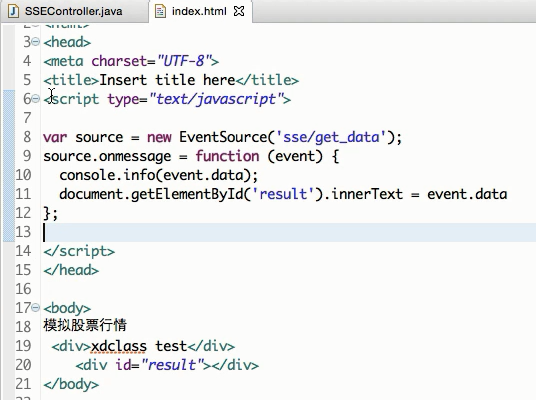 SSEController.java index.html
2 <html>
3 <head>
4 <meta charset="UTF-8">
5 <title>Insert title here</title>
6 <script type="text/javascript">
7
8 var source = new EventSource('sse/get_data');
9 source.onmessage = function (event) {
10 console.info(event.data);
11 document.getElementById('result').innerText = event.data
12 };
13
14 </script>
15 </head>
16
17 <body>
18 模拟股票行情
19 <div>xdclass test</div>
20 <div id="result"></div>
21 </body>